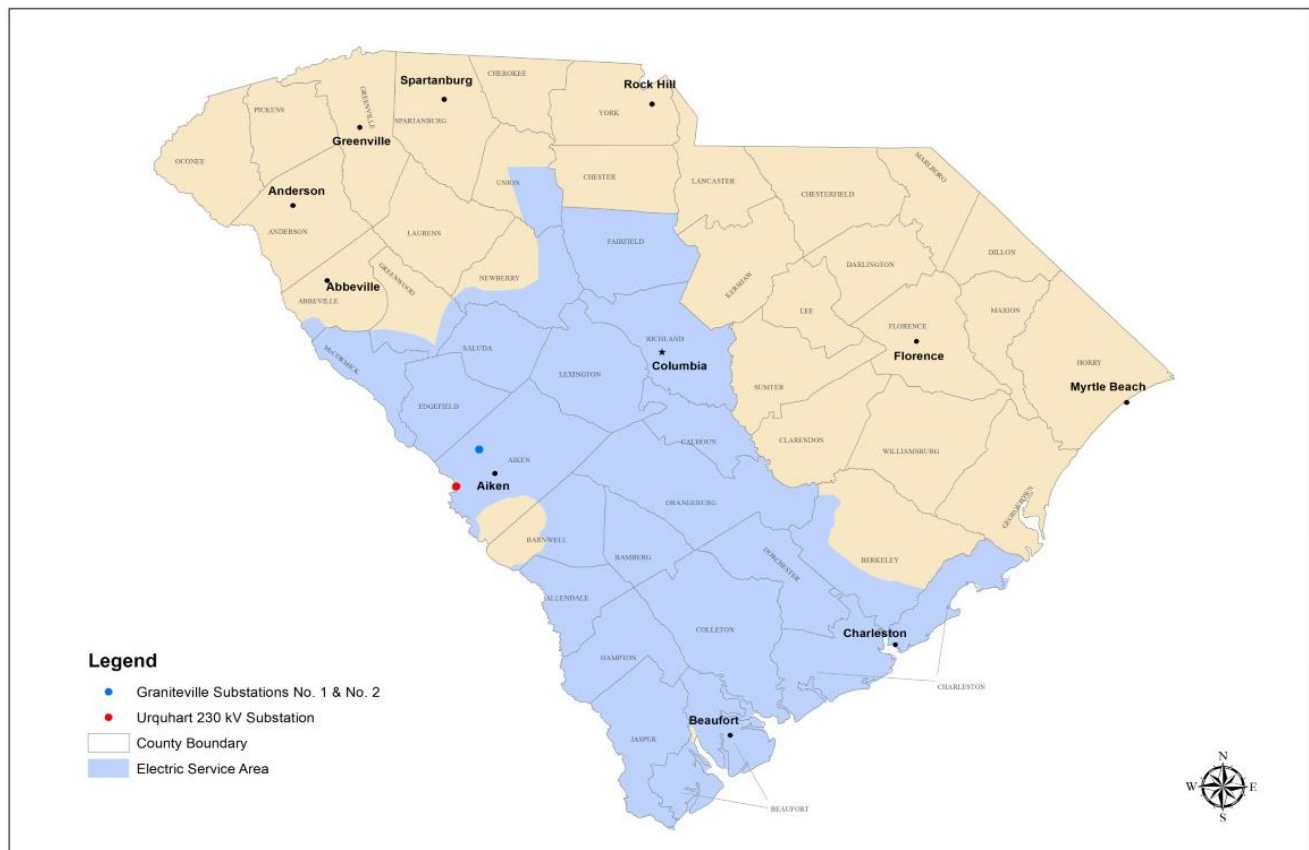 Spartanburg
CHEROKEE
Rock Hill
PICKENS
GREENVILLE
SPARTANBURG
YORK
Greenville
OCONEE
MARLBORO
Anderson
UNION
CHESTER
LANCASTER
CHESTERFIELD
ANDERSON
LAURENS
FAIRFIELD
DILLON
Abbeville
GREENWOOD
NEWBERRY
KERSHAW
DARLINGTON
ABBEVILLE
LEE
MARION
McCORMICK
SALUDA
RICHLAND
FLORENCE
Florence
HORRY
LEXINGTON
Columbia
SUMTER
Myrtle Beach
EDGEFIELD
CALHOUN
CLARENDON
WILLIAMSBURG
AIKEN
Aiken
ORANGEBURG
GEORGETOWN
BARNWELL
BAMBERG
DORCHESTER
BERKELEY
ALLENDALE
COLLETON
Charleston
HAMPTON
CHARLESTON
Beaufort
JASPER
BEAUFORT
Legend
Graniteville Substations No. 1 & No. 2
Urquhart 230 kV Substation
County Boundary
Electric Service Area
N
W E
S